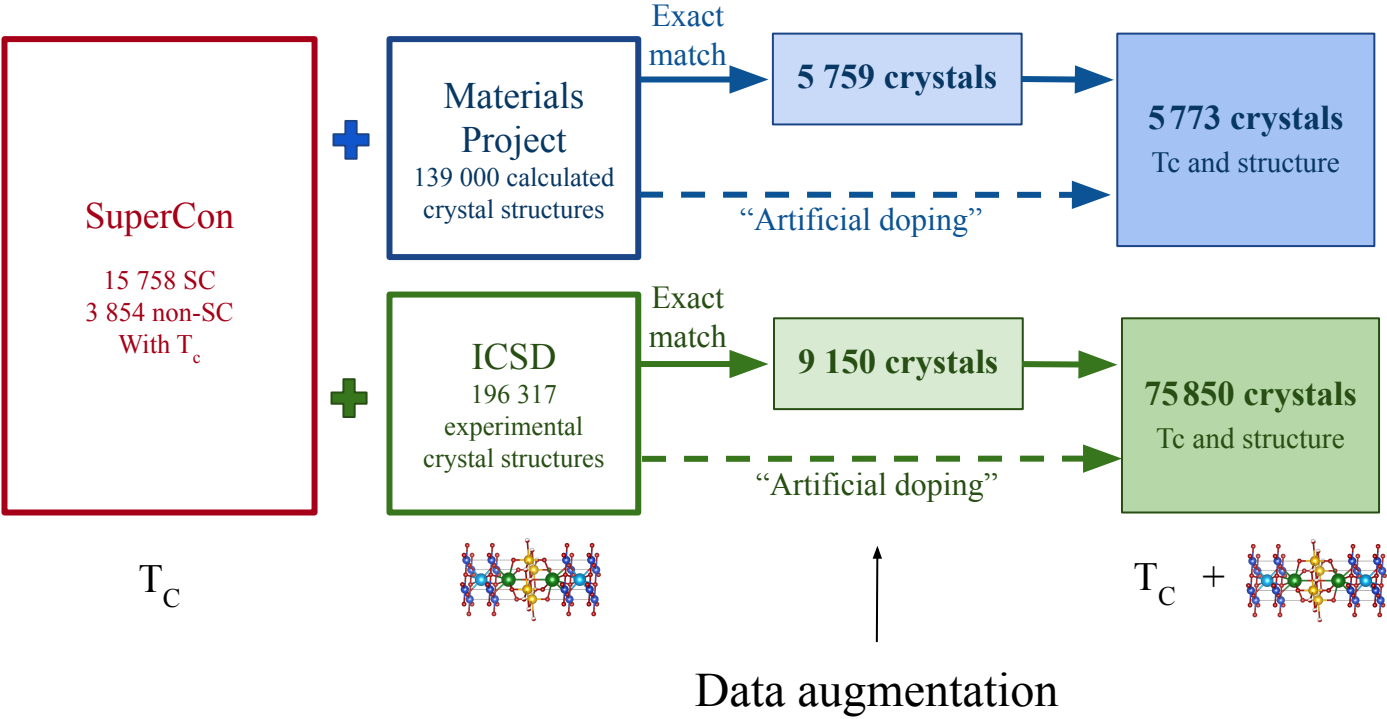 SuperCon
15 758 SC
3 854 non-SC
With Tc
Materials
Project
139 000 calculated
crystal structures
Exact
match
5 759 crystals
“Artificial doping”
5 773 crystals
Tc and structure
ICSD
196 317
experimental
crystal structures
Exact
match
9 150 crystals
“Artificial doping”
75 850 crystals
Tc and structure
TC
TC +
Data augmentation